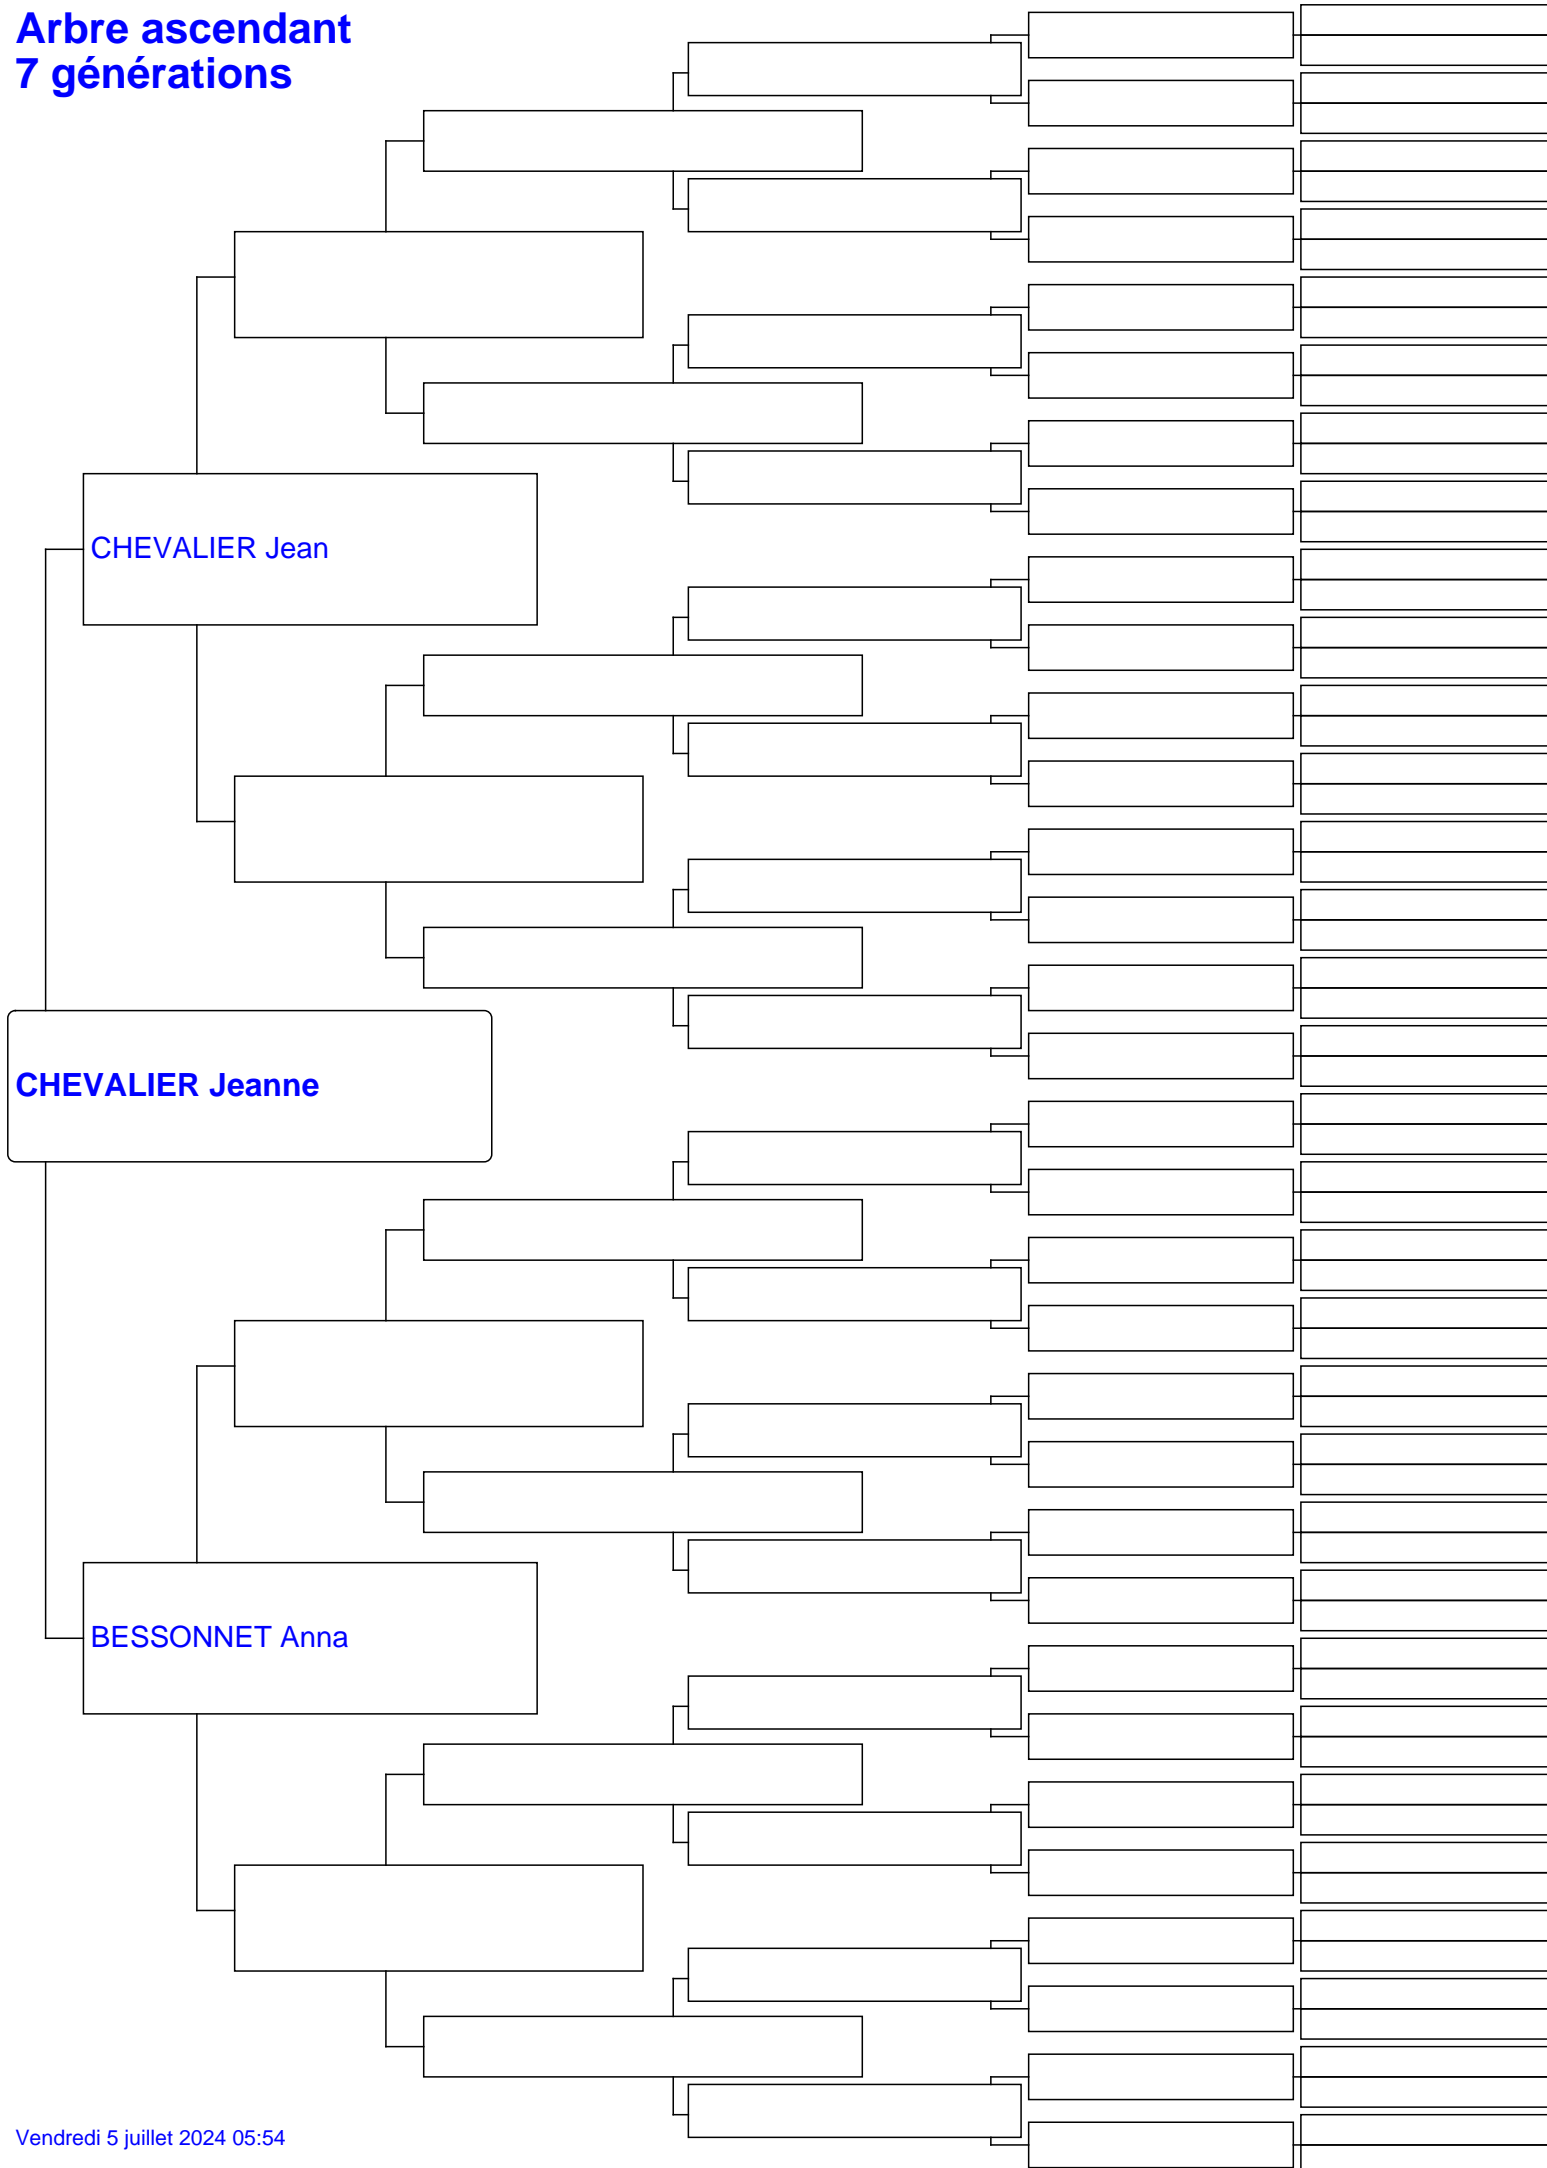 Arbre ascendant
7 générations
CHEVALIER Jean
CHEVALIER Jeanne
BESSONNET Anna
Vendredi 5 juillet 2024 05:54